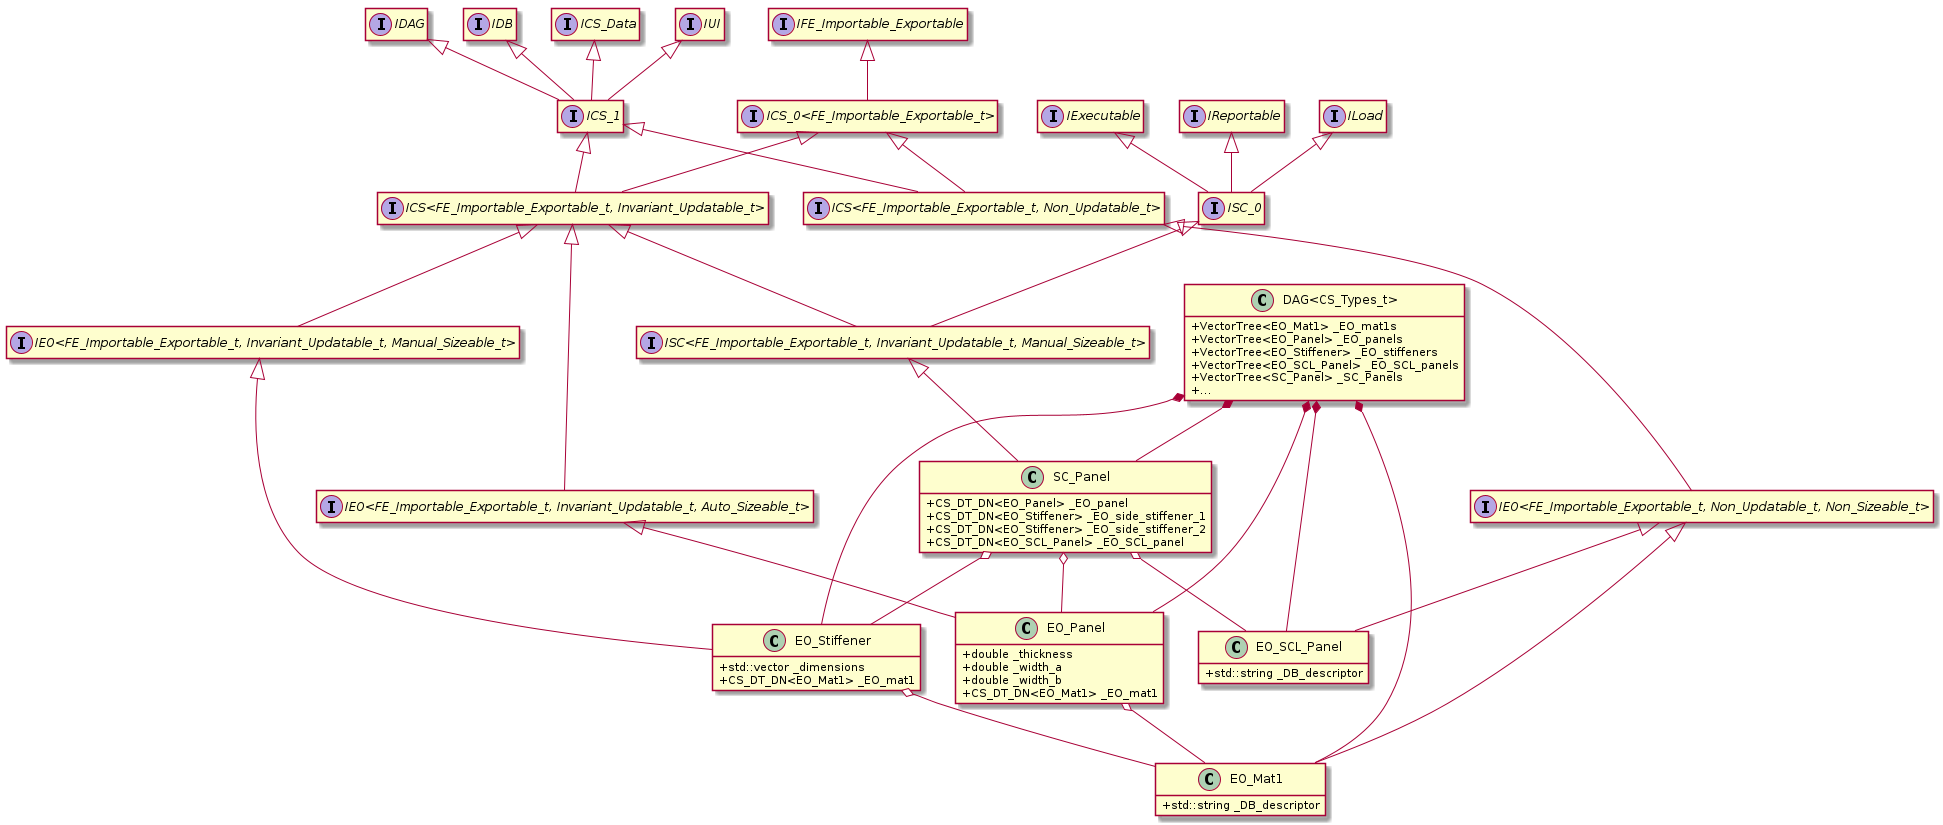 I IDAG
I IDB
I ICS_Data
I IUI
I IFE_Importable_Exportable
I ICS_1
I ICS_0<FE_Importable_Exportable_t>
I IExecutable
I IReportable
I ILoad
I ICS<FE_Importable_Exportable_t, Invariant_Updatable_t>
I ICS<FE_Importable_Exportable_t, Non_Updatable_t>
I ISC_0
C DAG<CS_Types_t>
+VectorTree<EO_Mat1> _EO_mat1s
+VectorTree<EO_Panel> _EO_panels
+VectorTree<EO_Stiffener> _EO_stiffeners
+VectorTree<EO_SCL_Panel> _EO_SCL_panels
+VectorTree<SC_Panel> _SC_Panels
+...
I IEO<FE_Importable_Exportable_t, Invariant_Updatable_t, Manual_Sizeable_t>
I ISC<FE_Importable_Exportable_t, Invariant_Updatable_t, Manual_Sizeable_t>
C SC_Panel
+CS_DT_DN<EO_Panel> _EO_panel
+CS_DT_DN<EO_Stiffener> _EO_side_stiffener_1
+CS_DT_DN<EO_Stiffener> _EO_side_stiffener_2
+CS_DT_DN<EO_SCL_Panel> _EO_SCL_panel
I IEO<FE_Importable_Exportable_t, Invariant_Updatable_t, Auto_Sizeable_t>
I IEO<FE_Importable_Exportable_t, Non_Updatable_t, Non_Sizeable_t>
C EO_Stiffener
+std::vector _dimensions
+CS_DT_DN<EO_Mat1> _EO_mat1
C EO_Panel
+double _thickness
+double _width_a
+double _width_b
+CS_DT_DN<EO_Mat1> _EO_mat1
C EO_SCL_Panel
+std::string _DB_descriptor
C EO_Mat1
+std::string _DB_descriptor